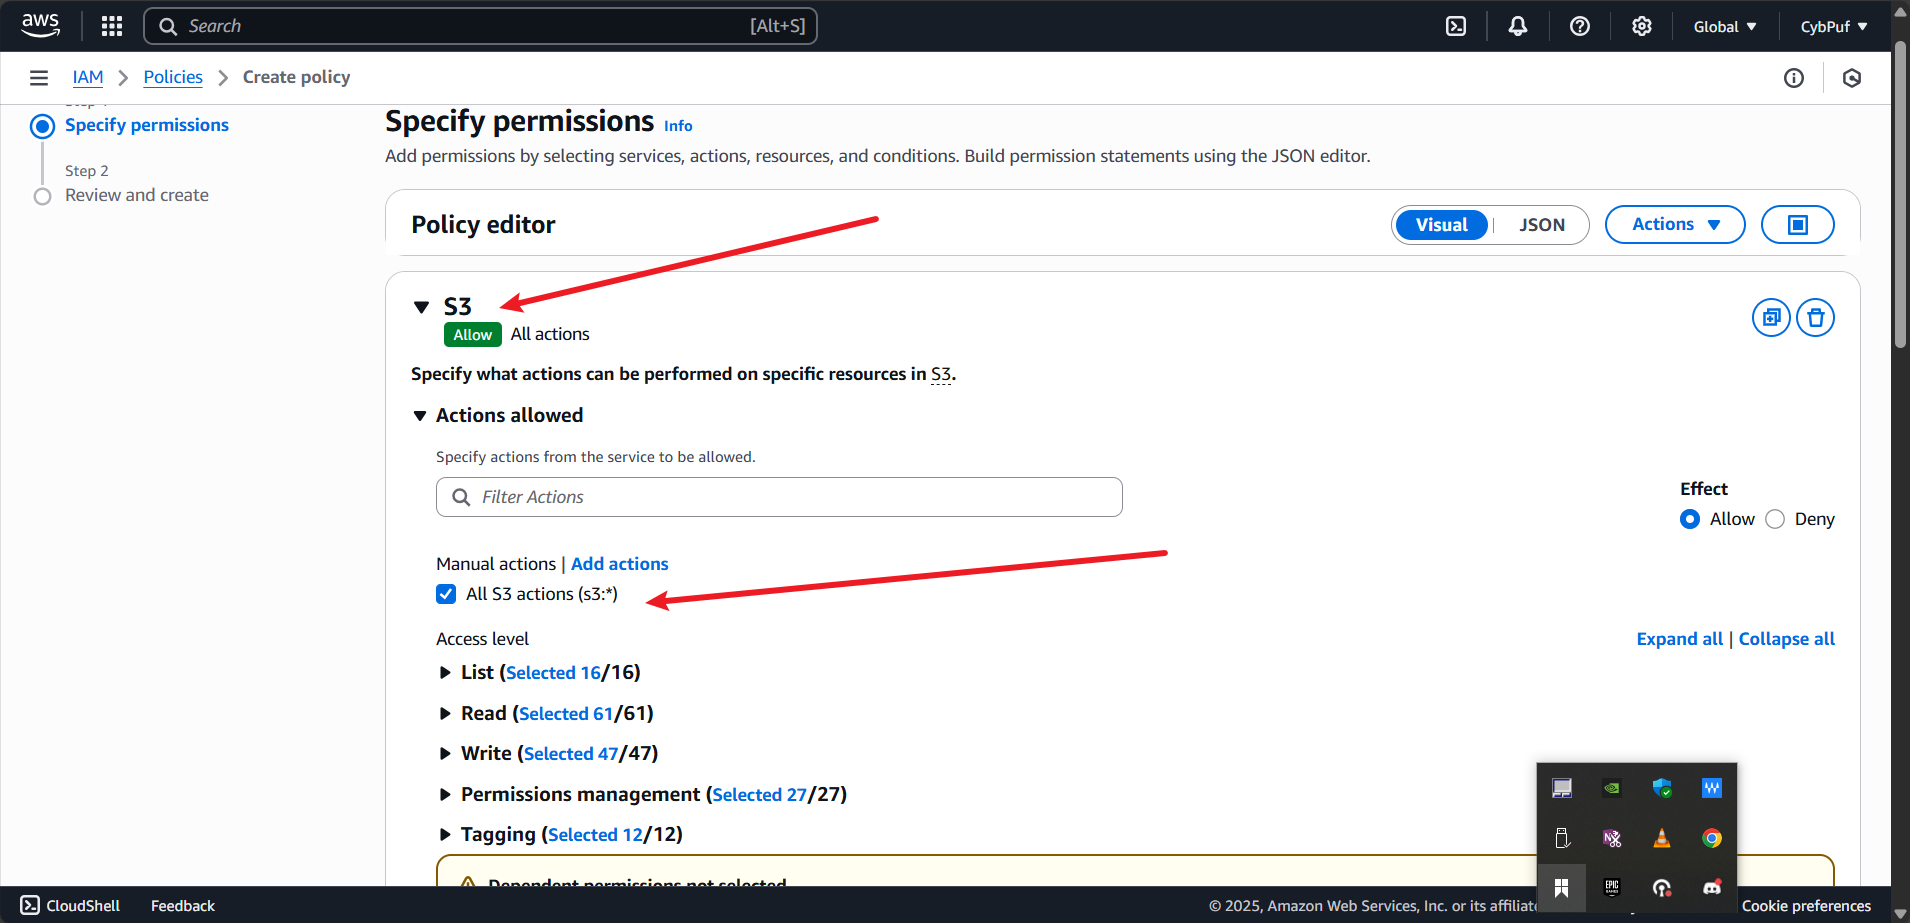 aws
Search [Alt+S]
Global CybPuf
IAM Policies Create policy
Specify permissions
Step 2
Review and create
Specify permissions Info
Add permissions by selecting services, actions, resources, and conditions. Build permission statements using the JSON editor.
Policy editor
Visual JSON Actions
S3
Allow All actions
Specify what actions can be performed on specific resources in S3.
Actions allowed
Specify actions from the service to be allowed.
Filter Actions
Effect
Allow Deny
Manual actions | Add actions
All S3 actions (s3:*)
Access level
Expand all | Collapse all
List (Selected 16/16)
Read (Selected 61/61)
Write (Selected 47/47)
Permissions management (Selected 27/27)
Tagging (Selected 12/12)
Dependent permissions not selected
EPIC
CloudShell Feedback
© 2025, Amazon Web Services, Inc. or its affiliate
Cookie preferences